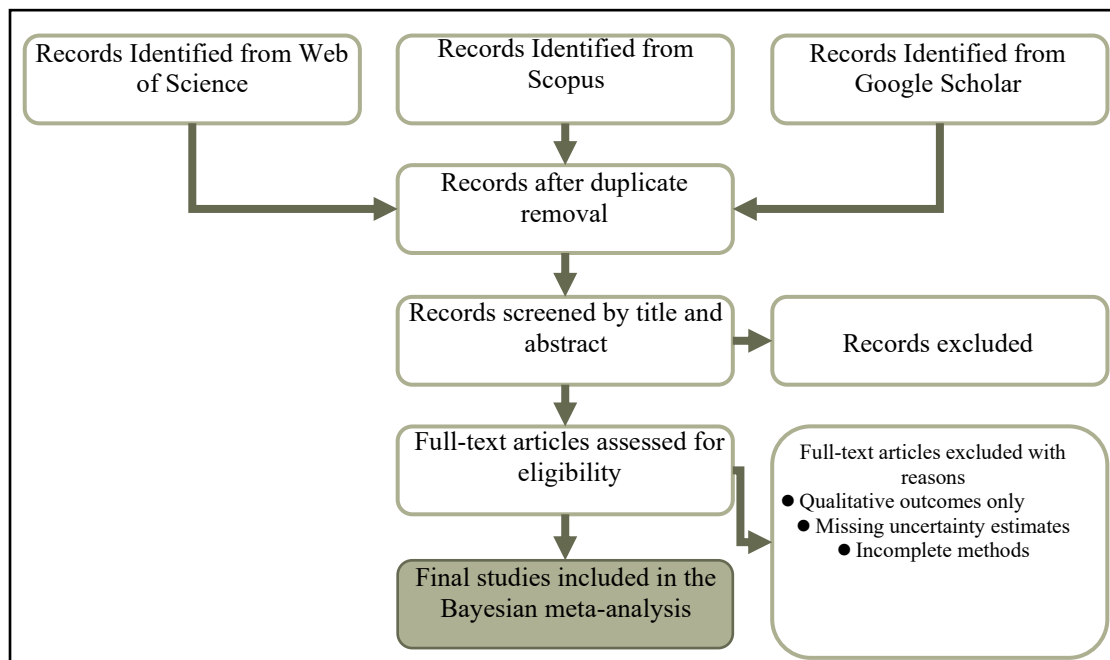 Records Identified from Web
of Science
Records Identified from
Scopus
Records Identified from
Google Scholar
Records after duplicate
removal
Records screened by title and
abstract
Records excluded
Full-text articles assessed for
eligibility
Full-text articles excluded with
reasons
● Qualitative outcomes only
● Missing uncertainty estimates
● Incomplete methods
Final studies included in the
Bayesian meta-analysis